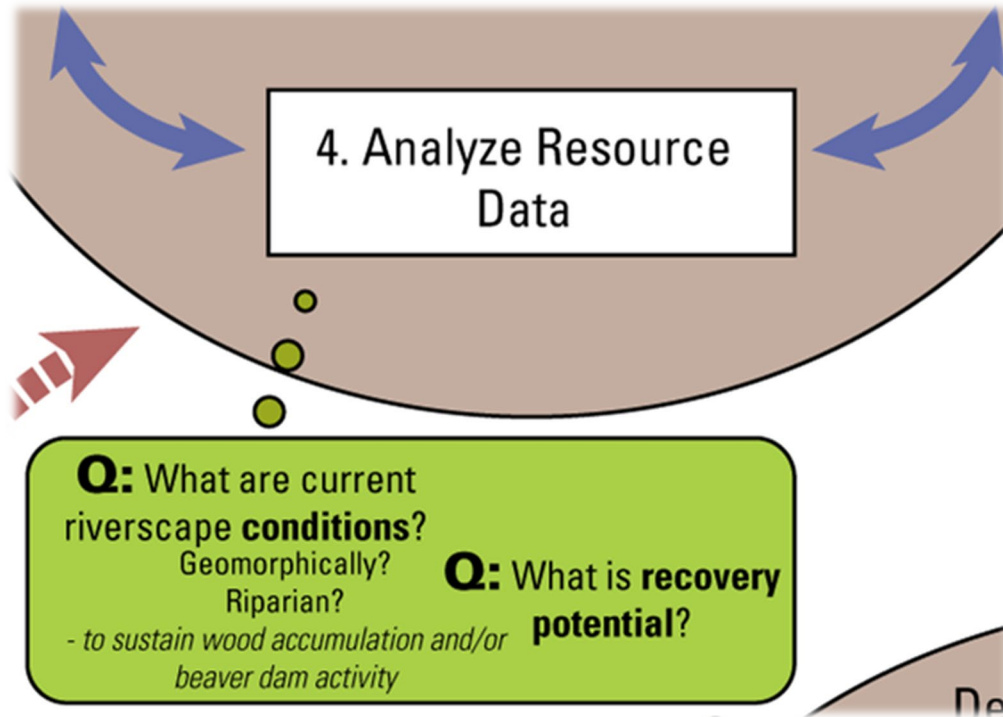 4. Analyze Resource
Data
Q: What are current
riverscape conditions?
Geomorphically?
Riparian?
- to sustain wood accumulation and/or
beaver dam activity
Q: What is recovery
potential?